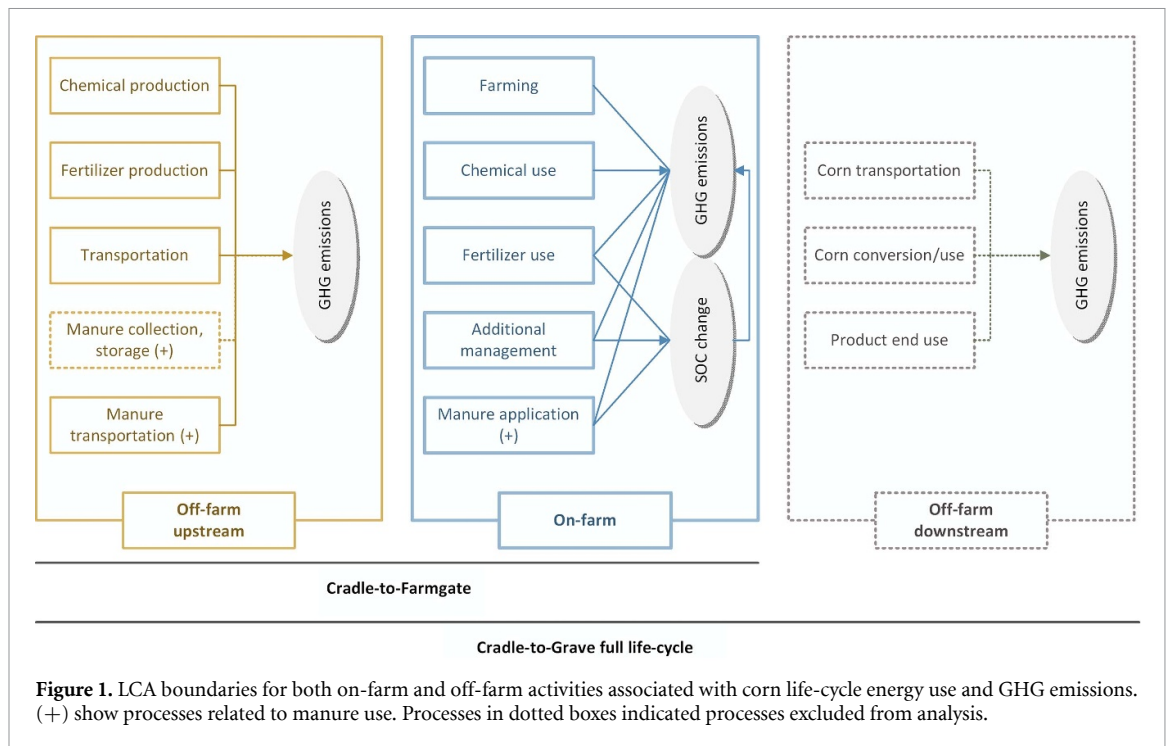 Chemical production
Fertilizer production
Transportation
Manure collection,
storage (+)
Manure
transportation (+)
GHG emissions
Off-farm
upstream
Farming
Chemical use
Fertilizer use
Additional
management
Manure application
(+)
GHG emissions
SOC change
On-farm
Corn transportation
Corn conversion/use
Product end use
GHG emissions
Off-farm
downstream
Cradle-to-Farmgate
Cradle-to-Grave full life-cycle
Figure 1. LCA boundaries for both on-farm and off-farm activities associated with corn life-cycle energy use and GHG emissions.
(+) show processes related to manure use. Processes in dotted boxes indicated processes excluded from analysis.